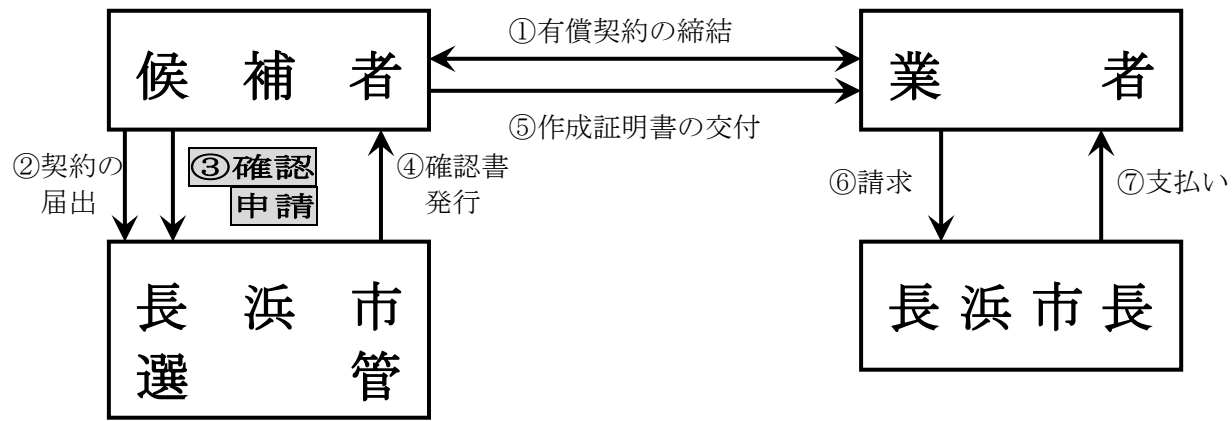 ①有償契約の締結
候補者
業者
⑤作成証明書の交付
②契約の
届出
③確認
申請
④確認書
発行
⑥請求
⑦支払い
長浜市
選管
長浜市長